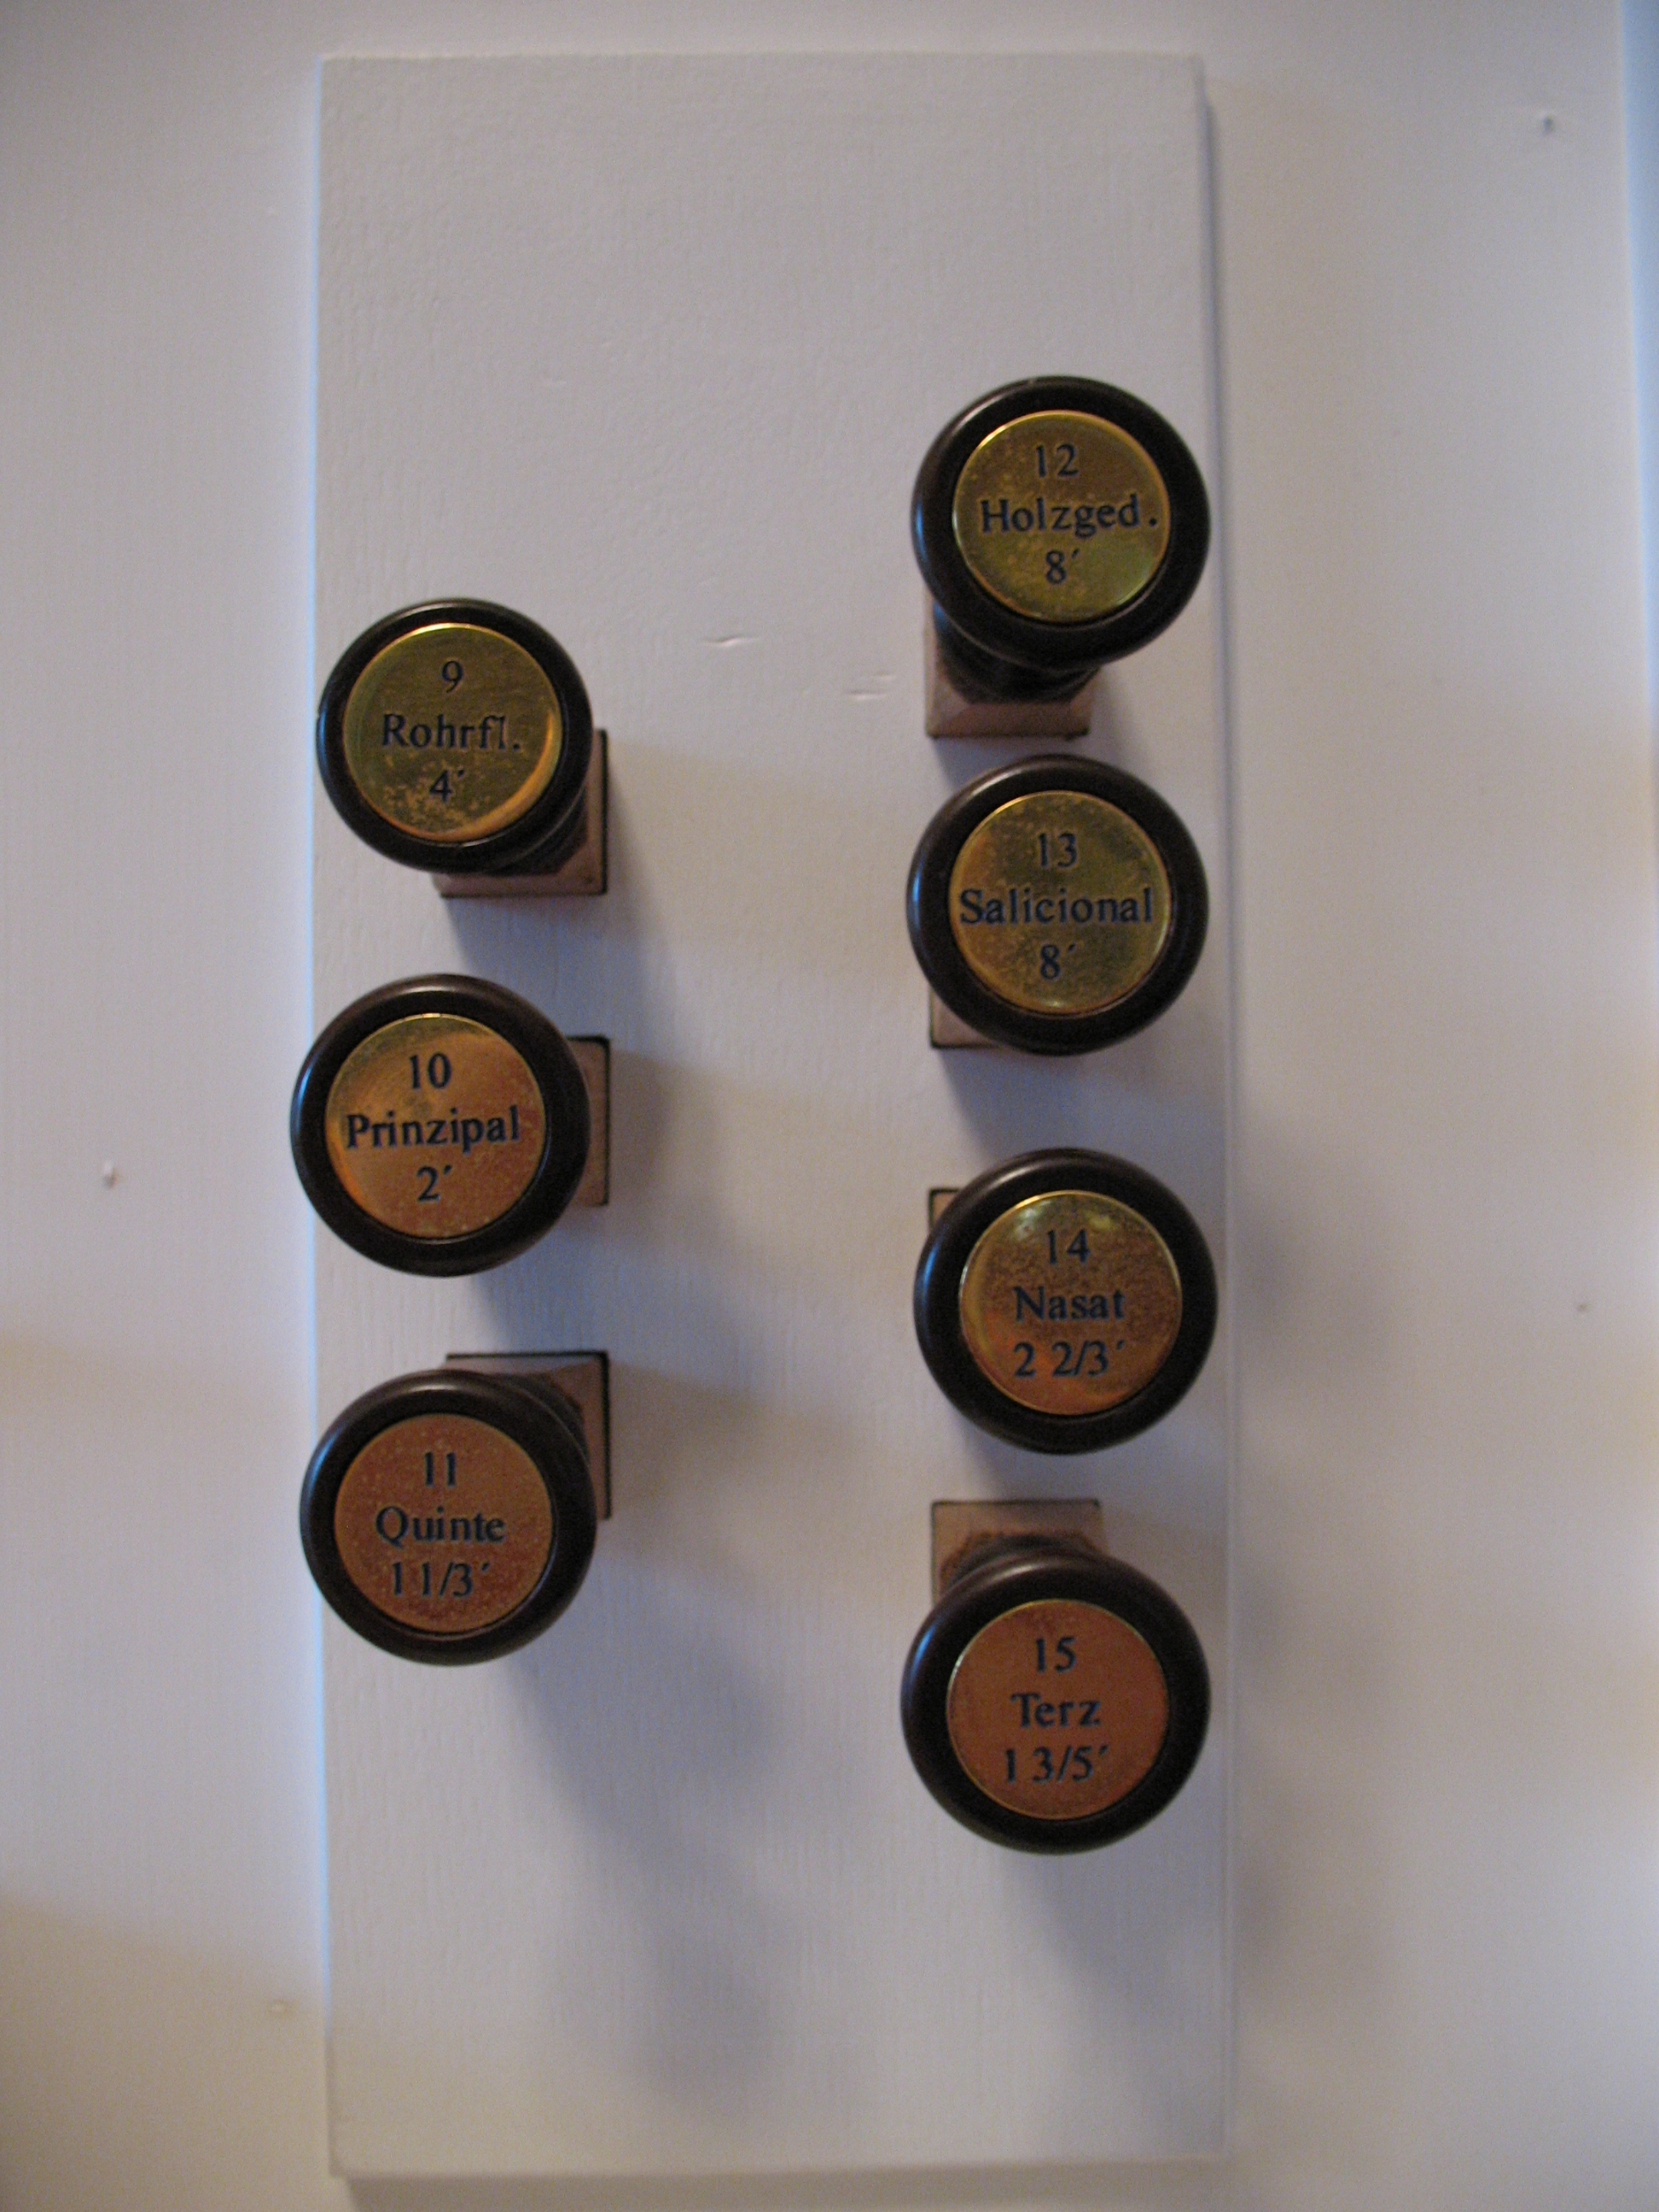 9
Rohrfl.
4´
10
Prinzipal
2´
11
Quinte
1 1/3´
12
Holzged.
8´
13
Salicional
8´
14
Nasat
2 2/3´
15
Terz
1 3/5´